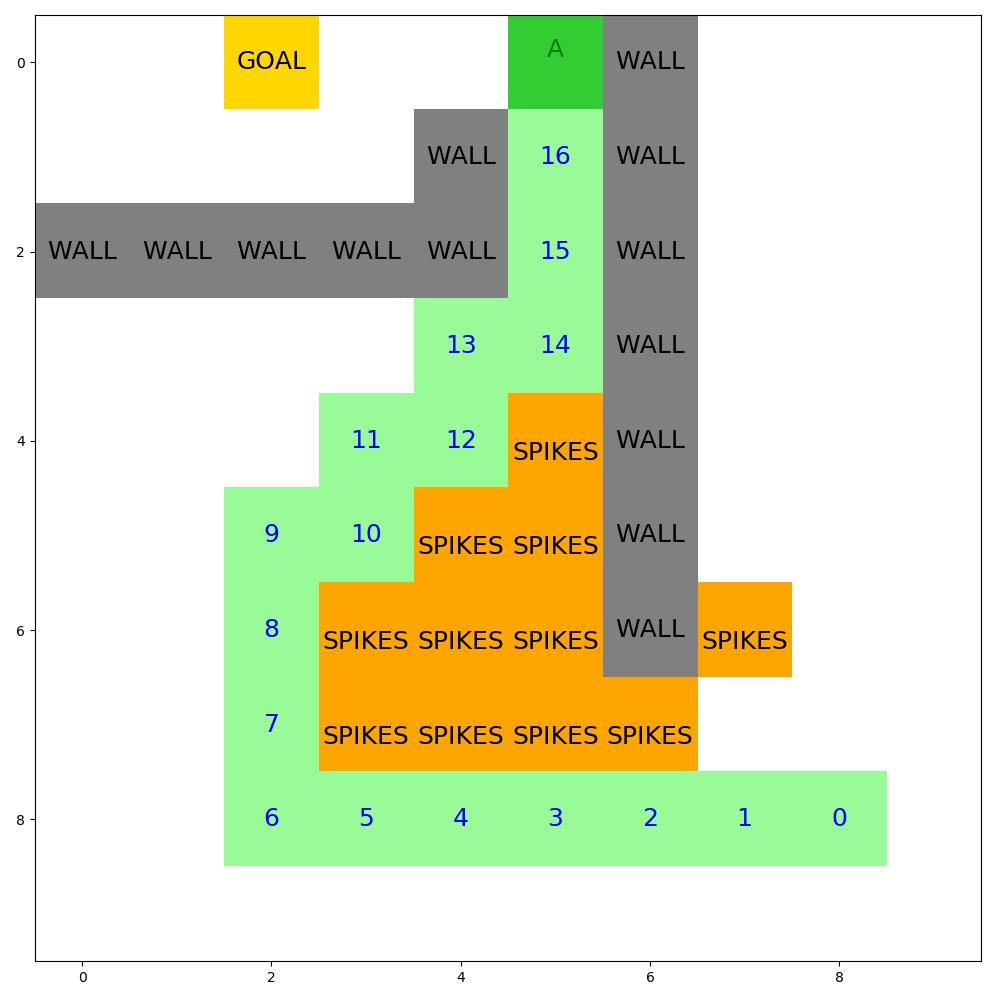 GOAL A WALL
0
WALL 16 WALL
WALL WALL WALL WALL WALL 15 WALL
2
13 14 WALL
11 12 SPIKES WALL
4
9 10 SPIKES SPIKES WALL
8 SPIKES SPIKES SPIKES WALL SPIKES
6
7 SPIKES SPIKES SPIKES SPIKES
6 5 4 3 2 1 0
8
0 2 4 6 8